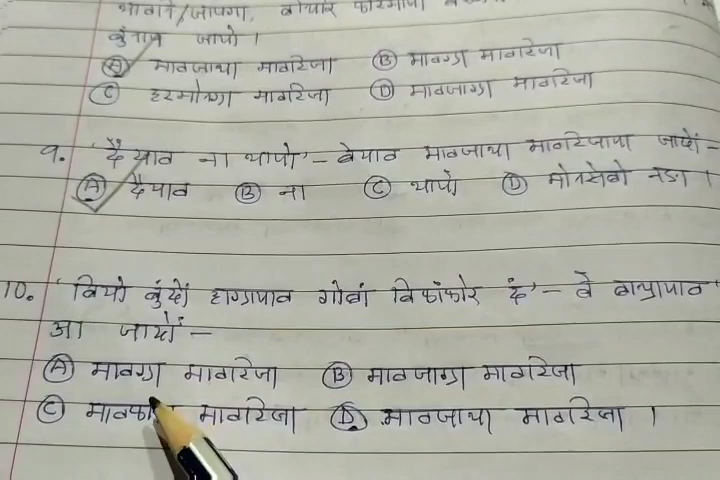 कुंनाय जायो ।
Ⓐ मावजाथा मावरिजा Ⓑ मावग्रा मावरिजा
Ⓒ हरमोग्रा मावरिजा Ⓓ मावजाग्रा मावरिजा
9. 'दैयाव ना थायो' – बेयाव मावजाथा मावरिजाया जायों –
Ⓐ दैयाव Ⓑ ना Ⓒ थायो Ⓓ मोनसेबो नङा ।
10. 'बियो बुंदों हाग्रायाव गोबां बिफांफोर दं' – बे बाथ्रायाव
आ जायों –
Ⓐ मावग्रा मावरिजा Ⓑ मावजाग्रा मावरिजा
Ⓒ मावफा मावरिजा Ⓓ मावजाथा मावरिजा ।